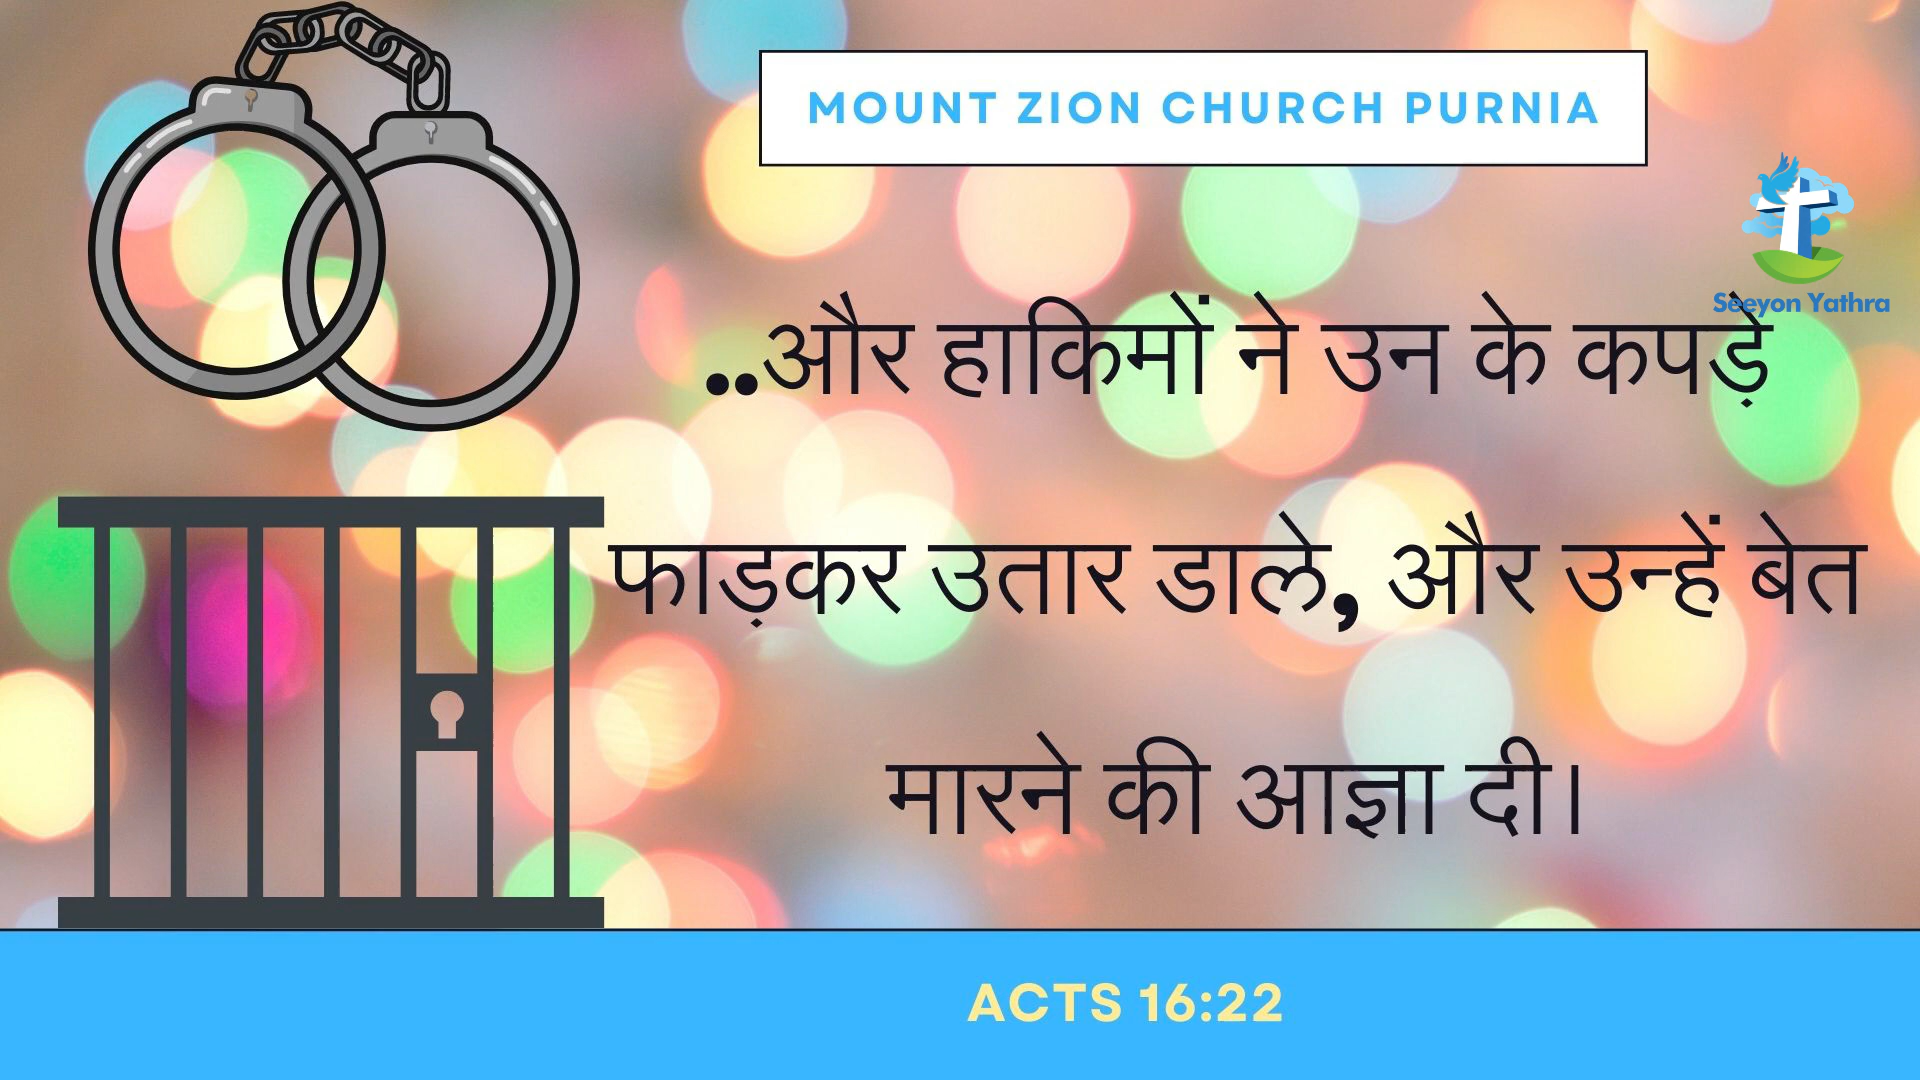 MOUNT ZION CHURCH PURNIA
Seeyon Yathra
..और हाकिमों ने उन के कपड़े
फाड़कर उतार डाले, और उन्हें बेत
मारने की आज्ञा दी।
ACTS 16:22